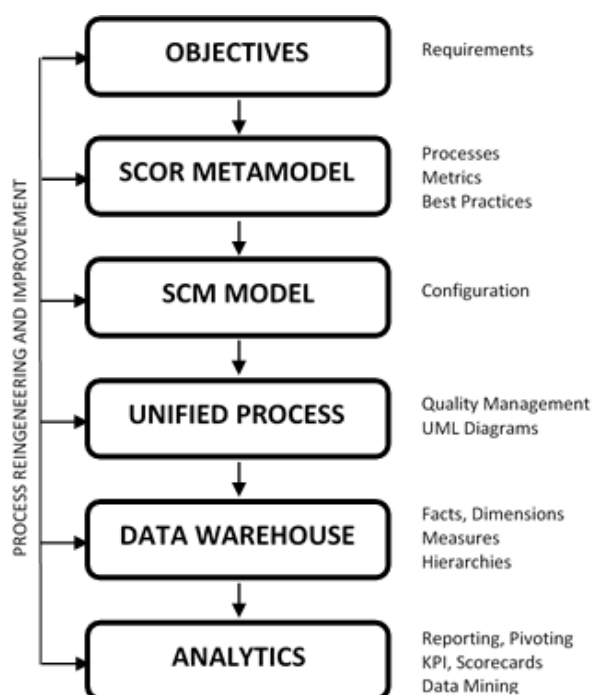 OBJECTIVES
Requirements
SCOR METAMODEL
Processes
Metrics
Best Practices
SCM MODEL
Configuration
UNIFIED PROCESS
Quality Management
UML Diagrams
DATA WAREHOUSE
Facts, Dimensions
Measures
Hierarchies
ANALYTICS
Reporting, Pivoting
KPI, Scorecards
Data Mining
PROCESS REINGENEERING AND IMPROVEMENT